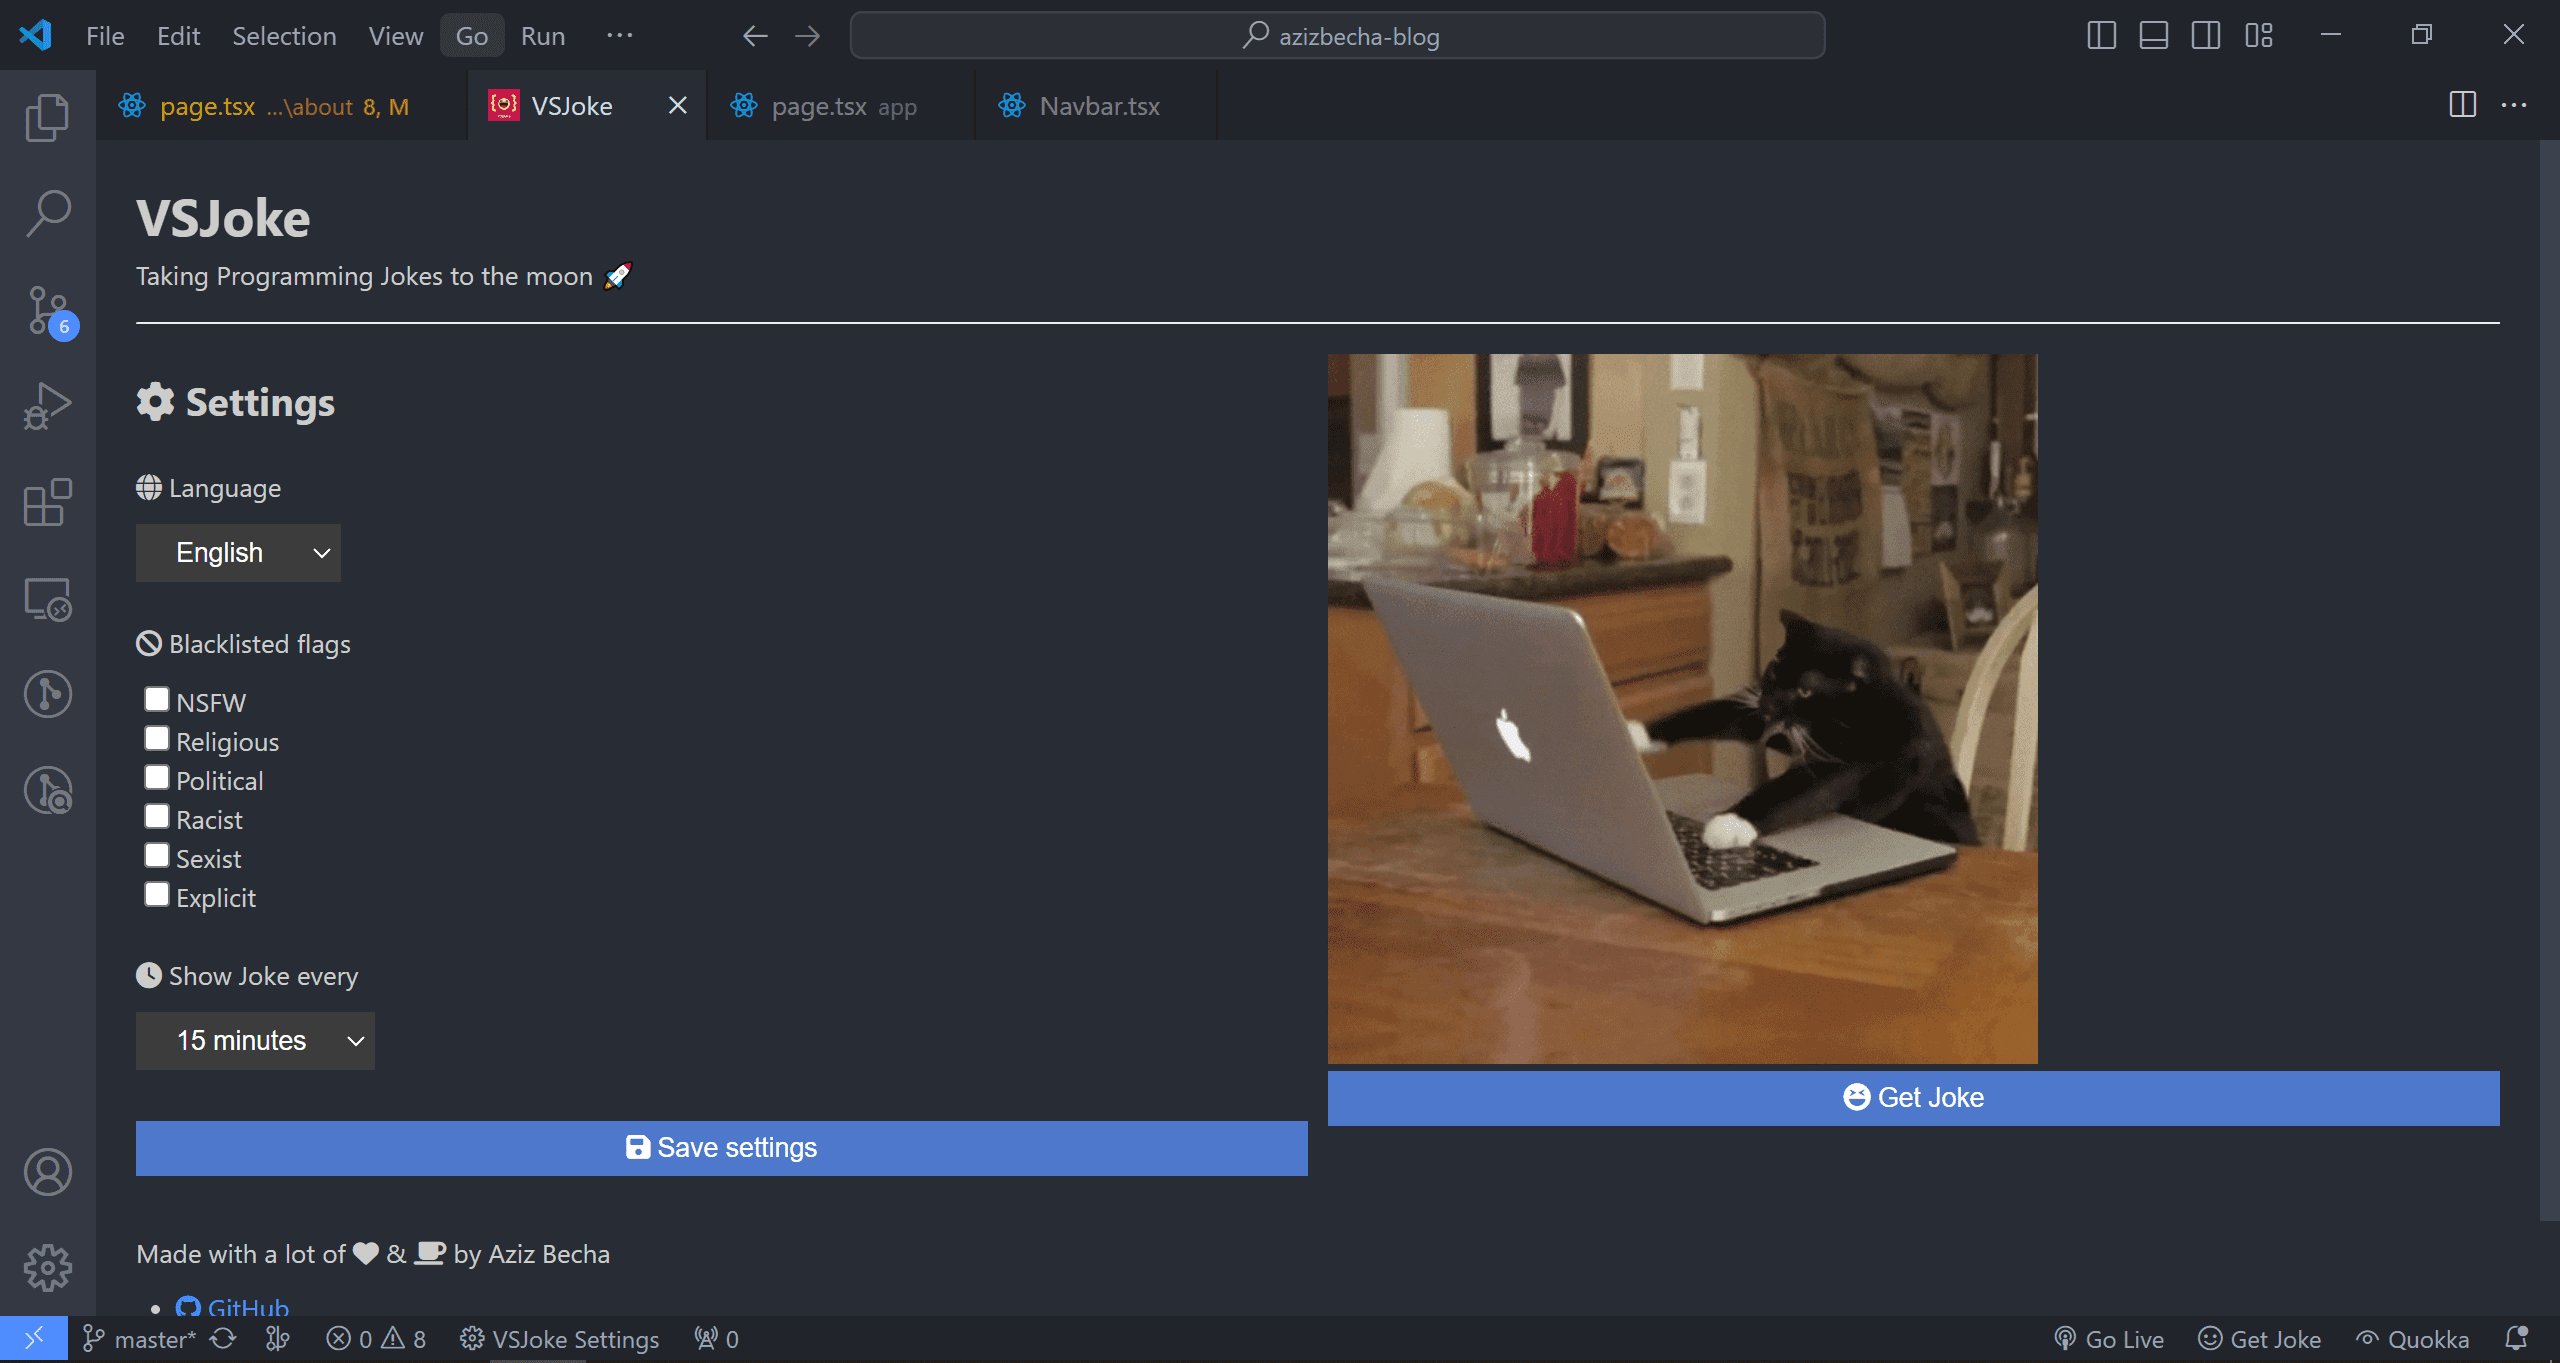 File Edit Selection View Go Run ··· azizbecha-blog
page.tsx ...\about 8, M VSJoke page.tsx app Navbar.tsx
VSJoke
Taking Programming Jokes to the moon 🚀
Settings
Language
English
Blacklisted flags
NSFW
Religious
Political
Racist
Sexist
Explicit
Show Joke every
15 minutes
Save settings
Get Joke
Made with a lot of ♥ & ☕ by Aziz Becha
• GitHub
6
master* 0 8 VSJoke Settings 0 Go Live Get Joke Quokka